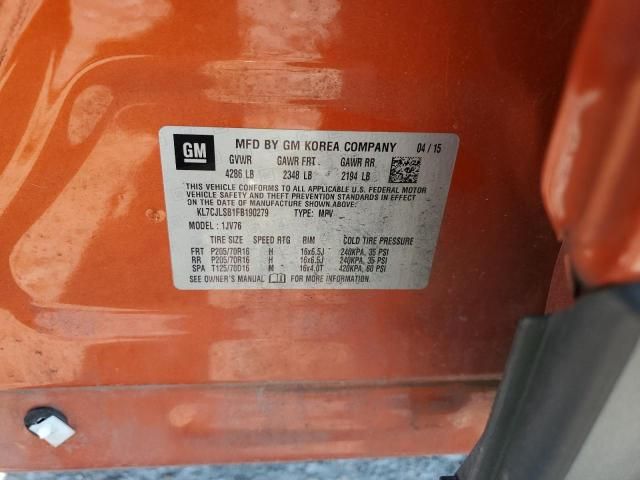 GM
MFD BY GM KOREA COMPANY 04 / 15
GVWR GAWR FRT GAWR RR
4286 LB 2348 LB 2194 LB
THIS VEHICLE CONFORMS TO ALL APPLICABLE U.S. FEDERAL MOTOR
VEHICLE SAFETY AND THEFT PREVENTION STANDARDS IN EFFECT ON
THE DATE OF MANUFACTURE SHOWN ABOVE.
KL7CJLSB1FB190279 TYPE: MPV
MODEL : 1JV76
TIRE SIZE SPEED RTG RIM COLD TIRE PRESSURE
FRT P205/70R16 H 16x6.5J 240KPA, 35 PSI
RR P205/70R16 H 16x6.5J 240KPA, 35 PSI
SPA T125/70D16 M 16x4.0T 420KPA, 60 PSI
SEE OWNER'S MANUAL FOR MORE INFORMATION